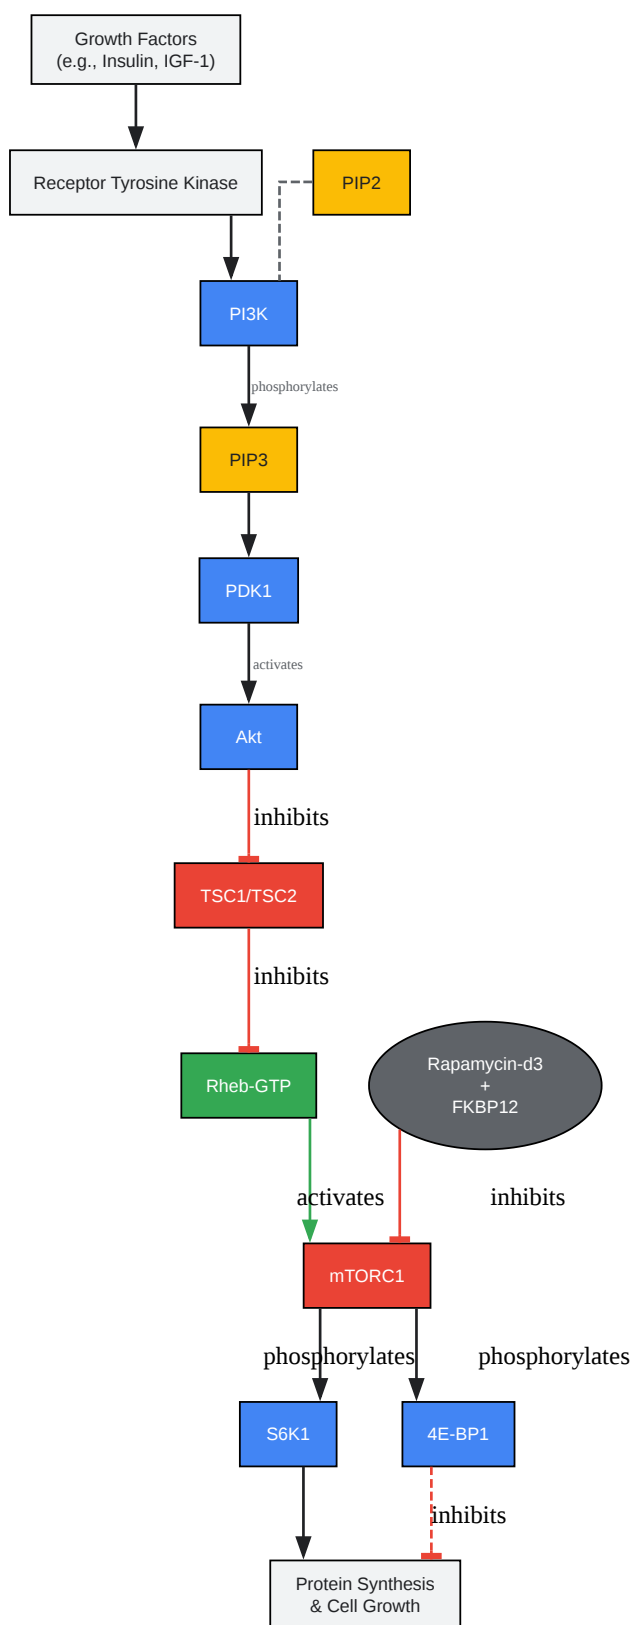 Growth Factors
(e.g., Insulin, IGF-1)
Receptor Tyrosine Kinase
PIP2
PI3K
phosphorylates
PIP3
PDK1
activates
Akt
inhibits
TSC1/TSC2
inhibits
Rheb-GTP
Rapamycin-d3
+
FKBP12
activates
inhibits
mTORC1
phosphorylates
phosphorylates
S6K1
4E-BP1
inhibits
Protein Synthesis
& Cell Growth